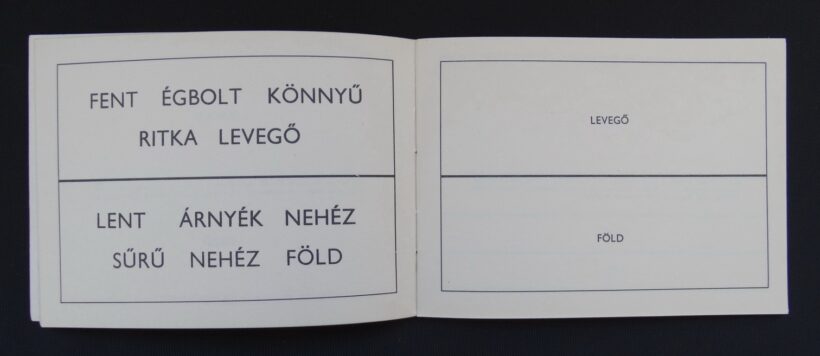 FENT ÉGBOLT KÖNNYŰ
RITKA LEVEGŐ
LENT ÁRNYÉK NEHÉZ
SŰRŰ NEHÉZ FÖLD
LEVEGŐ
FÖLD